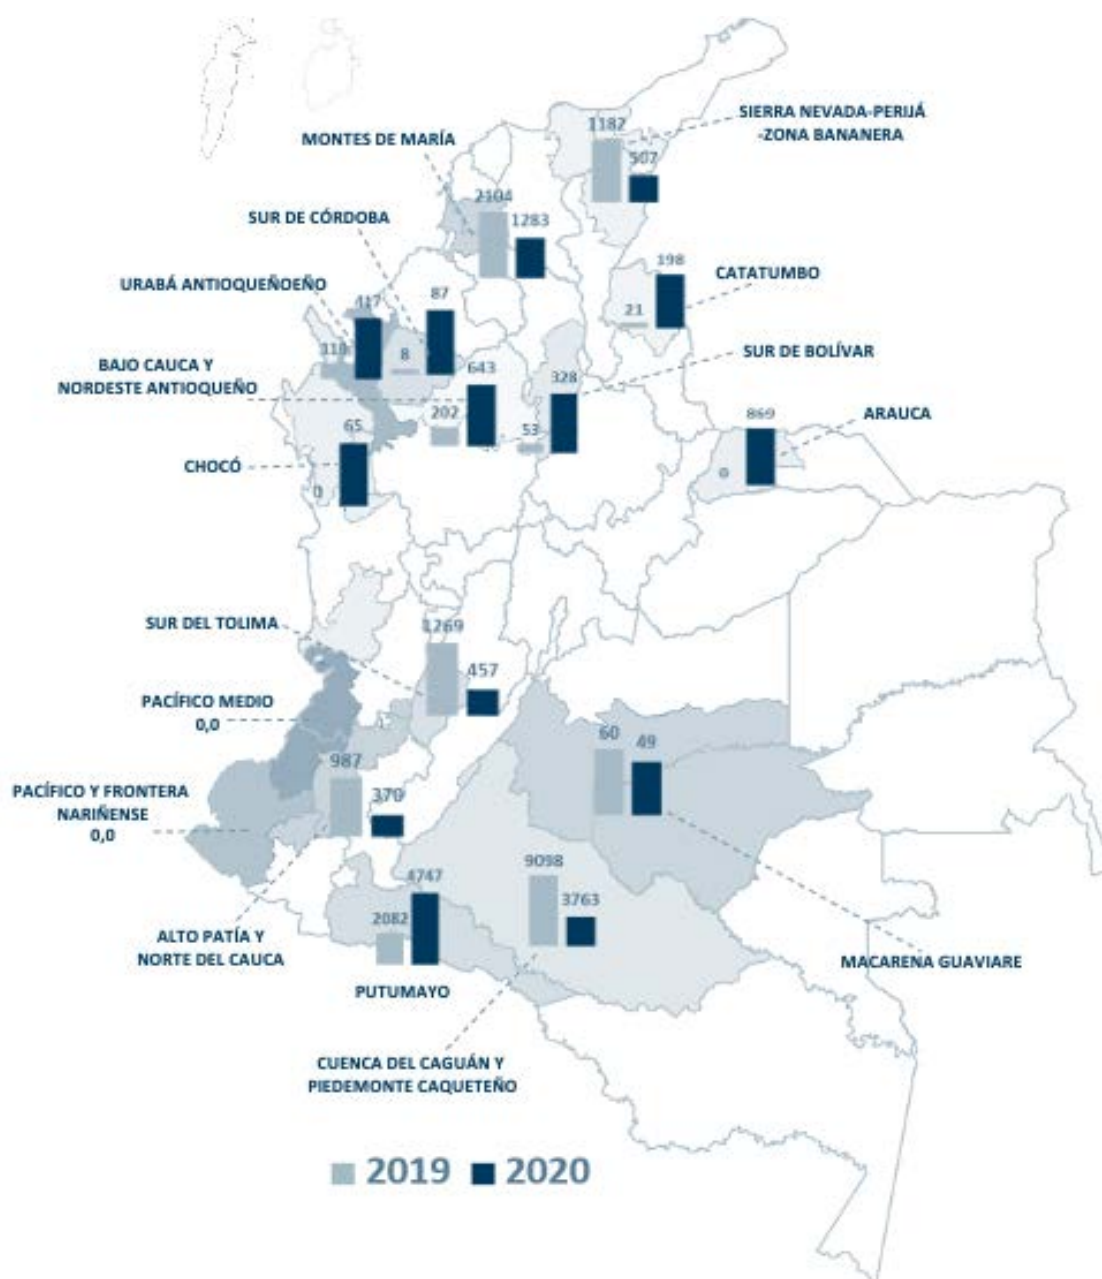 SIERRA NEVADA-PERIJÁ
-ZONA BANANERA
1182
507
MONTES DE MARÍA
2104
1283
SUR DE CÓRDOBA
87
8
URABÁ ANTIOQUEÑOEÑO
417
CATATUMBO
198
21
BAJO CAUCA Y
NORDESTE ANTIOQUEÑO
643
202
SUR DE BOLÍVAR
328
53
ARAUCA
869
0
CHOCÓ
65
SUR DEL TOLIMA
1269
457
PACÍFICO MEDIO
0,0
PACÍFICO Y FRONTERA
NARIÑENSE
0,0
987
370
ALTO PATÍA Y
NORTE DEL CAUCA
60
49
MACARENA GUAVIARE
4747
2082
PUTUMAYO
9098
3763
CUENCA DEL CAGUÁN Y
PIEDEMONTE CAQUETEÑO
2019 2020